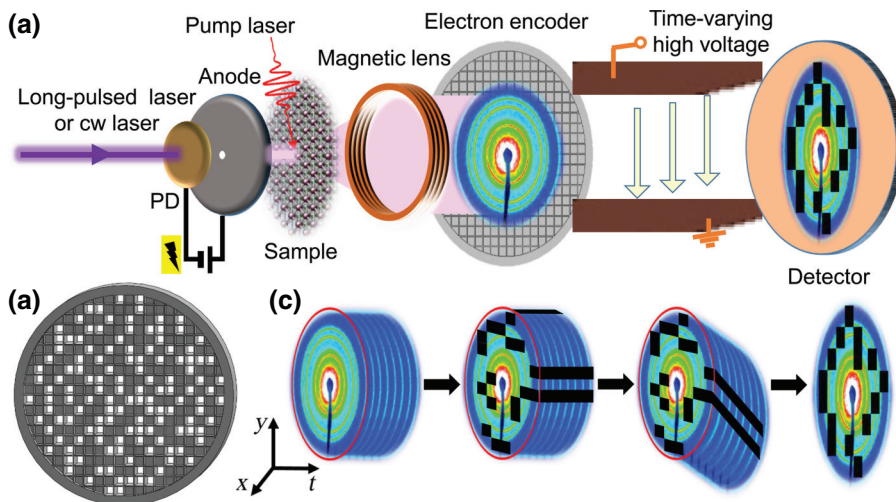 (a)
Pump laser
Anode
Long-pulsed laser
or cw laser
PD
Sample
Magnetic lens
Electron encoder
Time-varying
high voltage
Detector
(a)
(c)
y
x
t